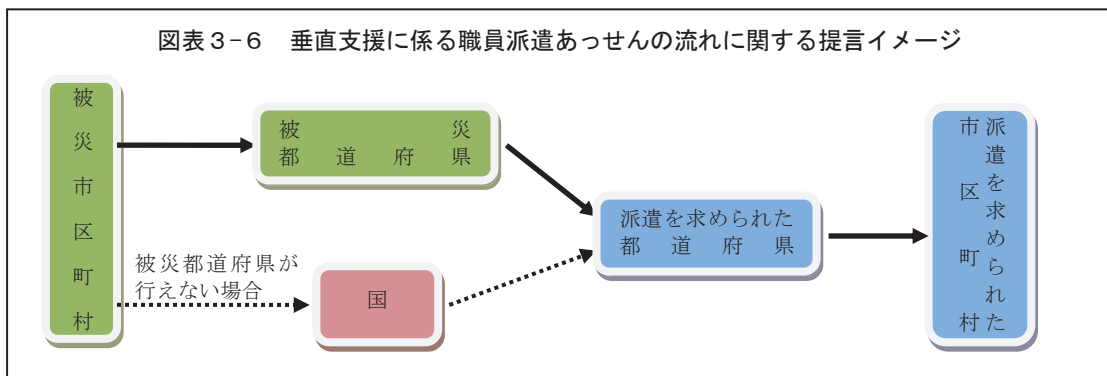 図表3-6　垂直支援に係る職員派遣あっせんの流れに関する提言イメージ
被災市区町村
被災
都道府県
被災都道府県が
行えない場合
国
派遣を求められた
都道府県
派遣を求められた
市区町村